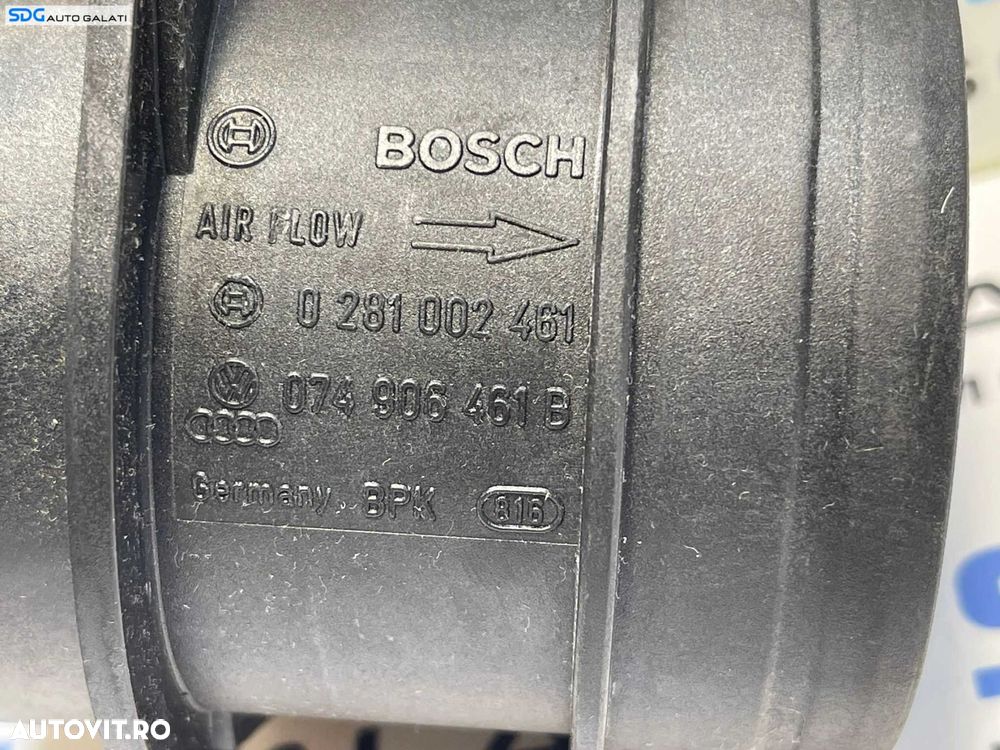 SDG AUTO GALATI
BOSCH
AIR FLOW
0 281 002 461
074 906 461 B
Germany BPK 816
AUTOVIT.RO